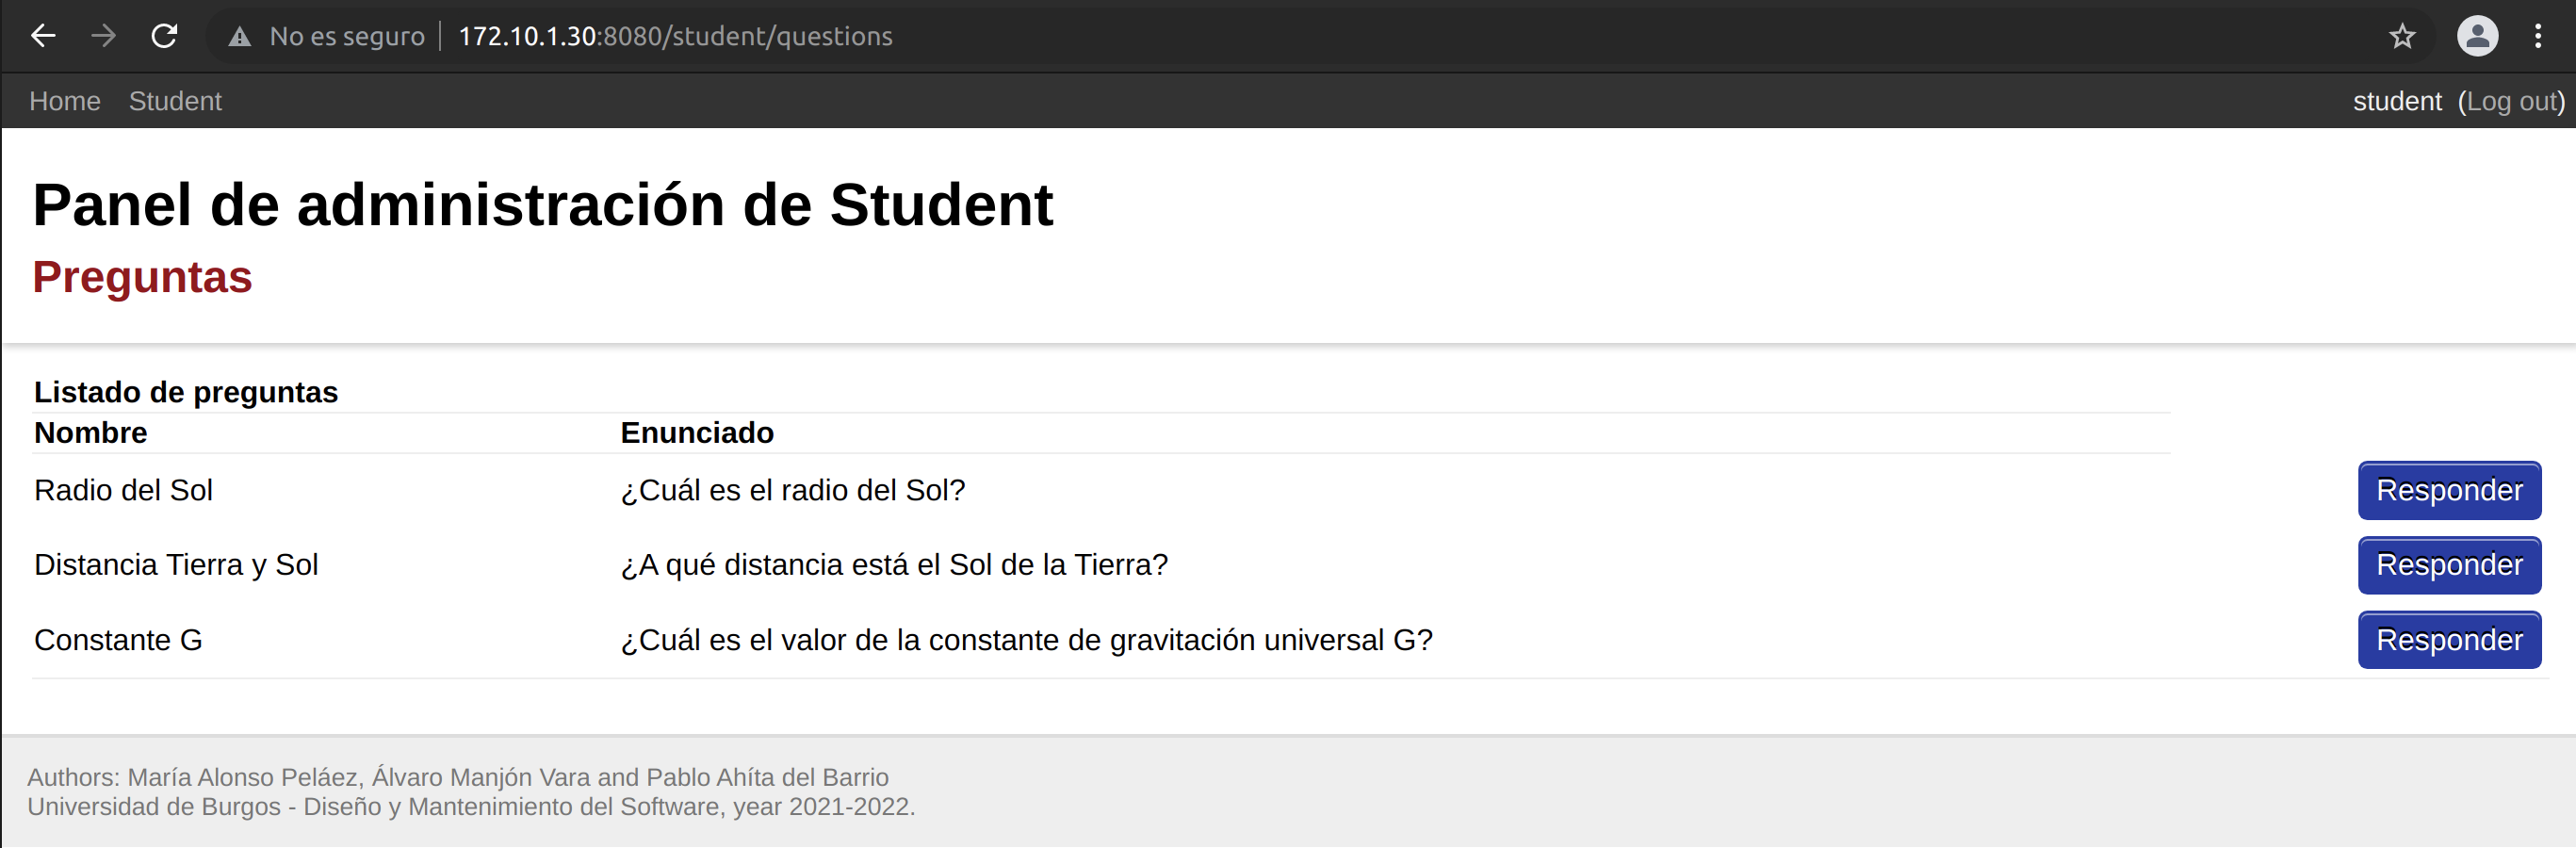 No es seguro 172.10.1.30:8080/student/questions
Home Student student (Log out)
Panel de administración de Student
Preguntas
Listado de preguntas
Nombre Enunciado
Radio del Sol ¿Cuál es el radio del Sol? Responder
Distancia Tierra y Sol ¿A qué distancia está el Sol de la Tierra? Responder
Constante G ¿Cuál es el valor de la constante de gravitación universal G? Responder
Authors: María Alonso Peláez, Álvaro Manjón Vara and Pablo Ahíta del Barrio
Universidad de Burgos - Diseño y Mantenimiento del Software, year 2021-2022.